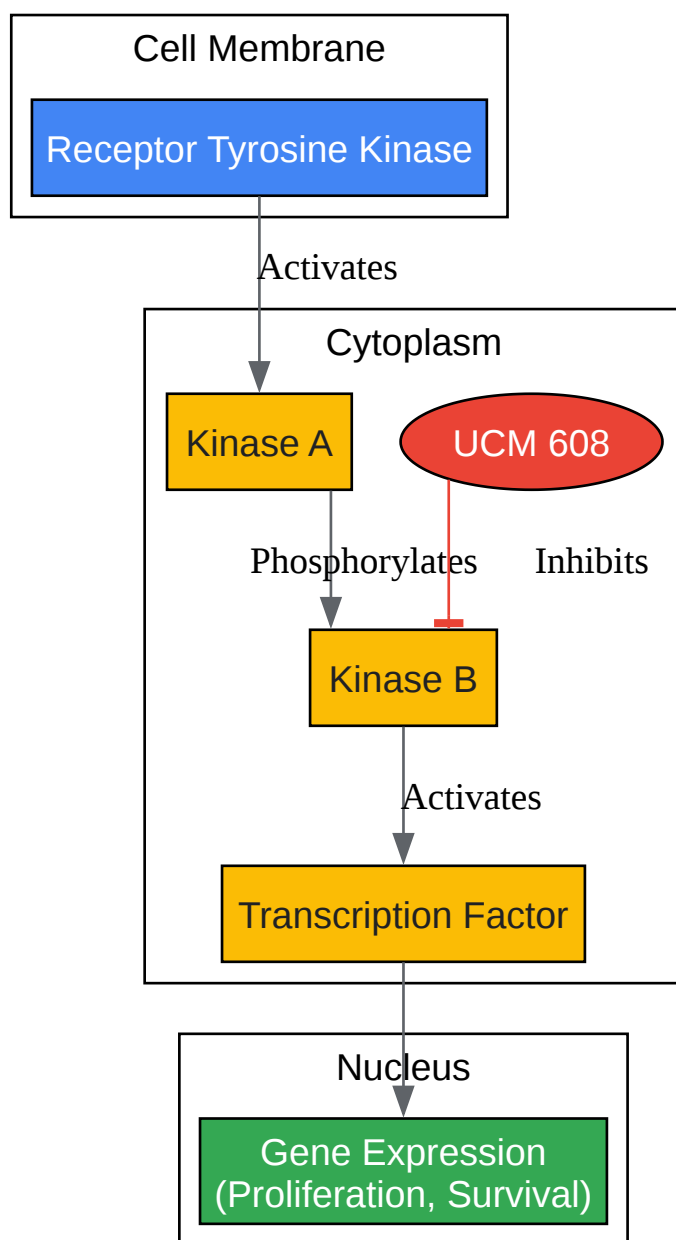 Cell Membrane
Receptor Tyrosine Kinase
Activates
Cytoplasm
Kinase A
UCM 608
Phosphorylates
Inhibits
Kinase B
Activates
Transcription Factor
Nucleus
Gene Expression
(Proliferation, Survival)